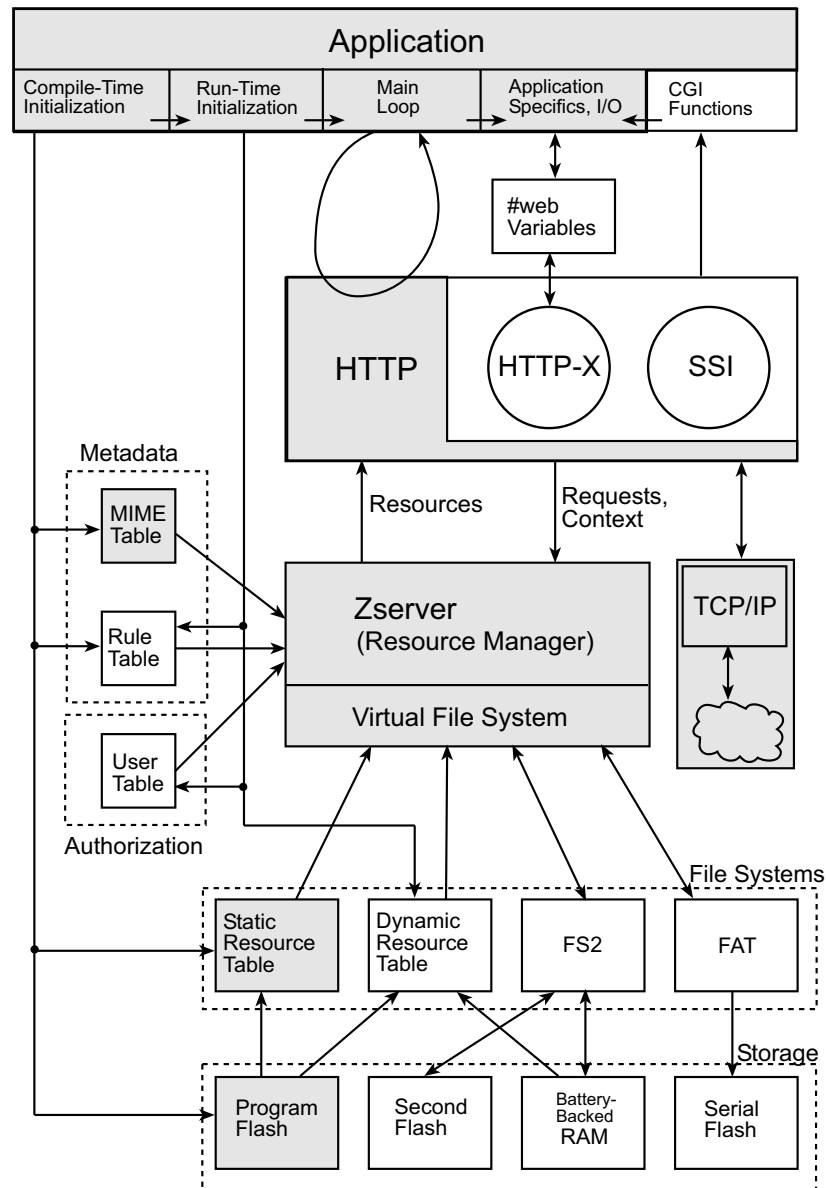 Application
Compile-Time
Initialization
Run-Time
Initialization
Main
Loop
Application
Specifics, I/O
CGI
Functions
#web
Variables
HTTP
HTTP-X
SSI
Metadata
MIME
Table
Resources
Requests,
Context
Rule
Table
Zserver
(Resource Manager)
TCP/IP
Virtual File System
User
Table
Authorization
File Systems
Static
Resource
Table
Dynamic
Resource
Table
FS2
FAT
Storage
Program
Flash
Second
Flash
Battery-
Backed
RAM
Serial
Flash